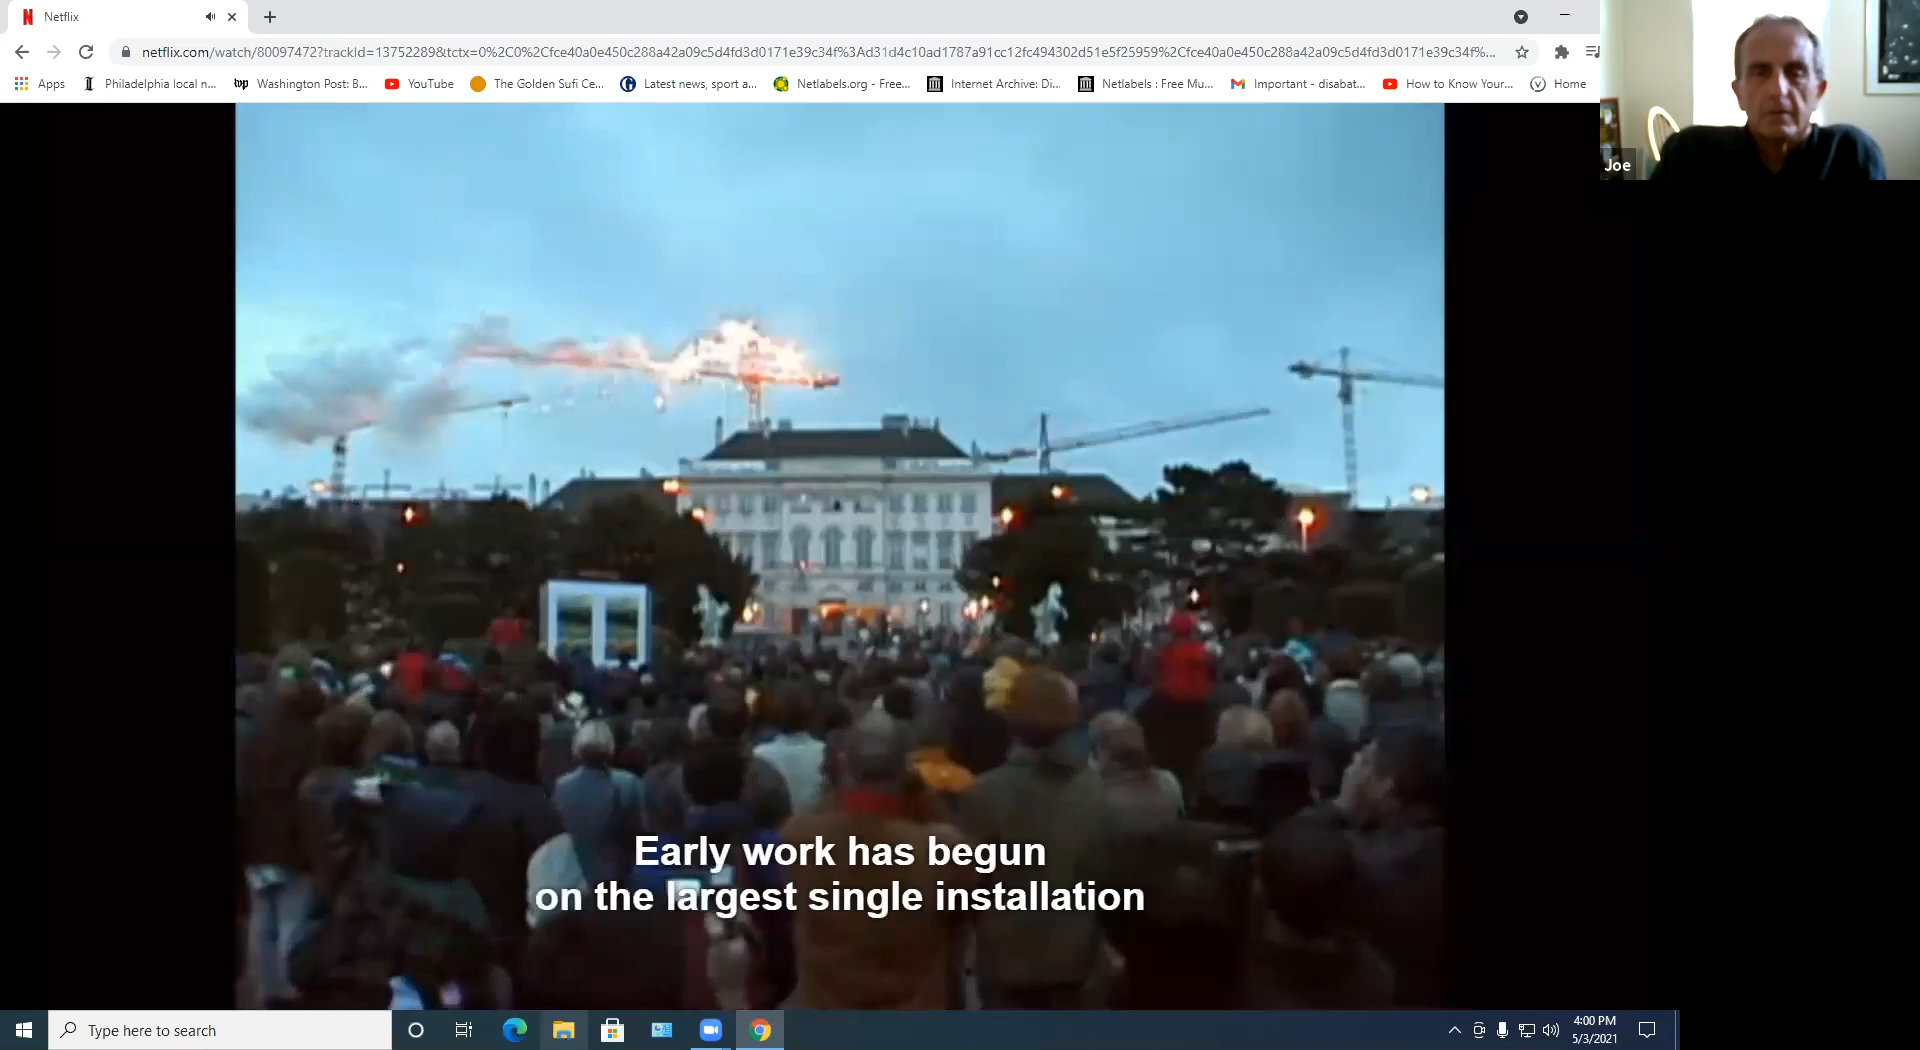 Netflix
netflix.com/watch/80097472?trackId=13752289&tctx=0%2C0%2Cfce40a0e450c288a42a09c5d4fd3d0171e39c34f%3Ad31d4c10ad1787a91cc12fc494302d51e5f25959%2Cfce40a0e450c288a42a09c5d4fd3d0171e39c34f%...
Apps
Philadelphia local n...
wp Washington Post: B...
YouTube
The Golden Sufi Ce...
Latest news, sport a...
Netlabels.org - Free...
Internet Archive: Di...
Netlabels : Free Mu...
Important - disabat...
How to Know Your...
Home
Joe
Early work has begun
on the largest single installation
Type here to search
4:00 PM
5/3/2021